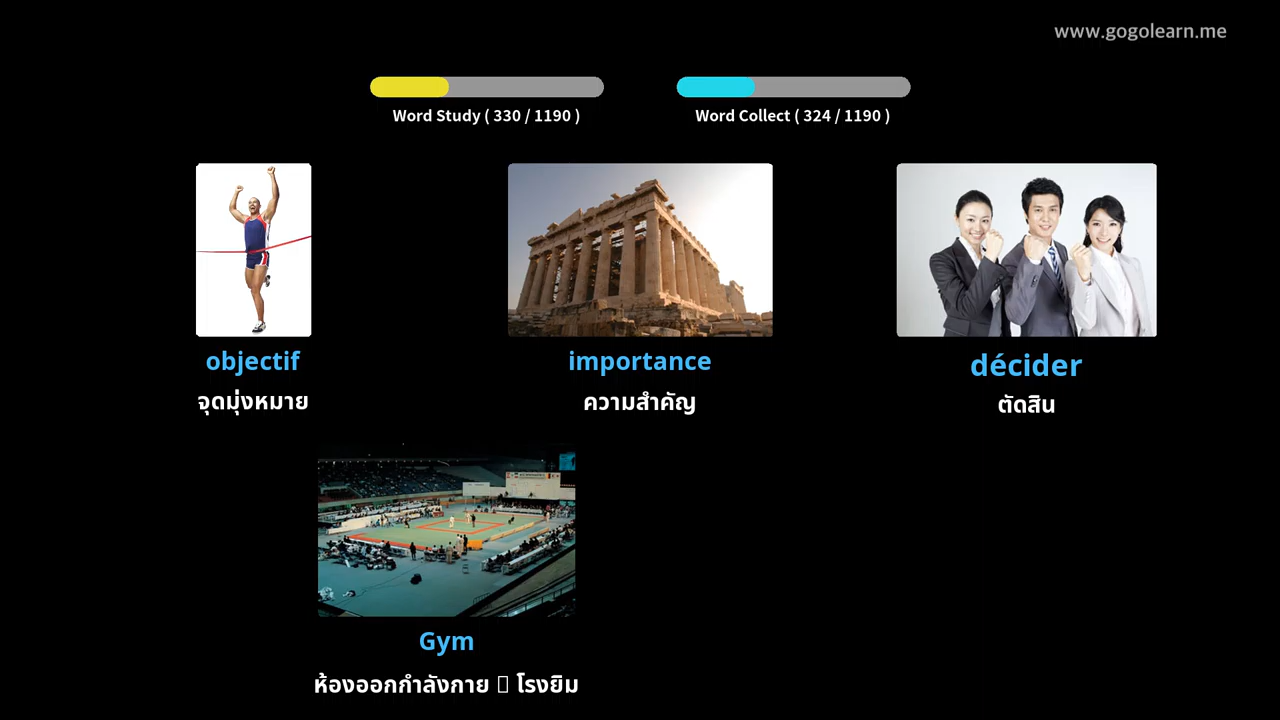 www.gogolearn.me
Word Study ( 330 / 1190 )
Word Collect ( 324 / 1190 )
objectif
importance
décider
จุดมุ่งหมาย
ความสำคัญ
ตัดสิน
Gym
ห้องออกกำลังกาย ▯ โรงยิม